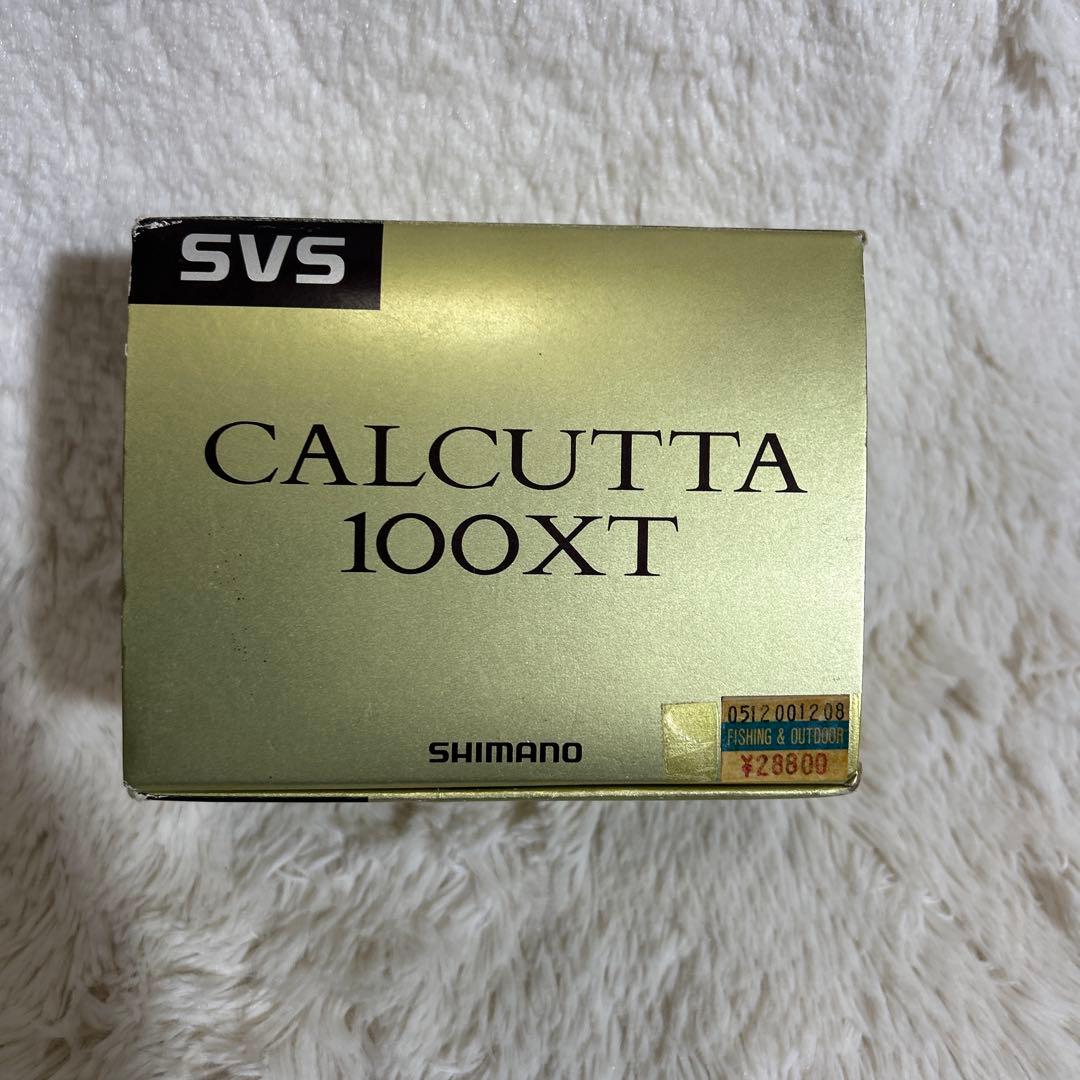 SVS
CALCUTTA
100XT
SHIMANO
0512001208
FISHING & OUTDOOR
¥28800